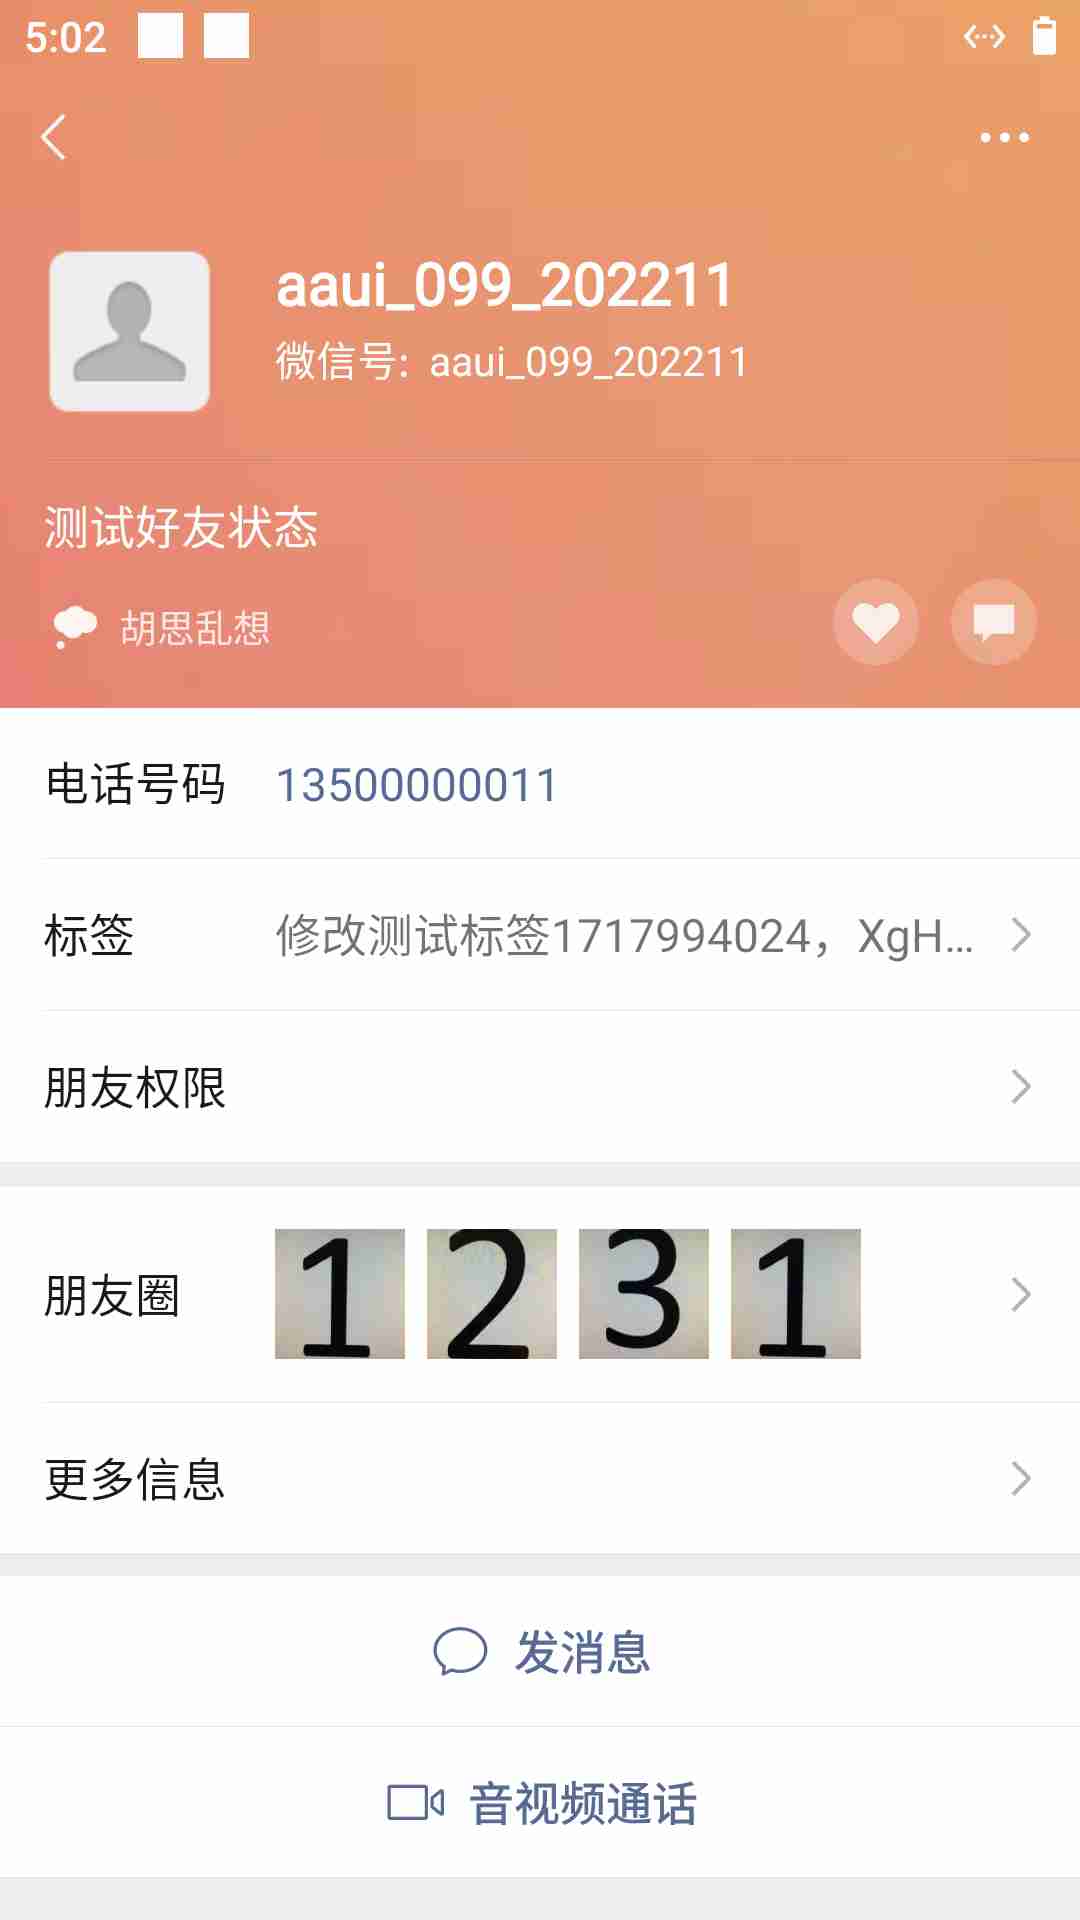 5:02
aaui_099_202211
微信号: aaui_099_202211
测试好友状态
胡思乱想
电话号码 13500000011
标签 修改测试标签1717994024，XgH...
朋友权限
朋友圈 1 2 3 1
更多信息
发消息
音视频通话